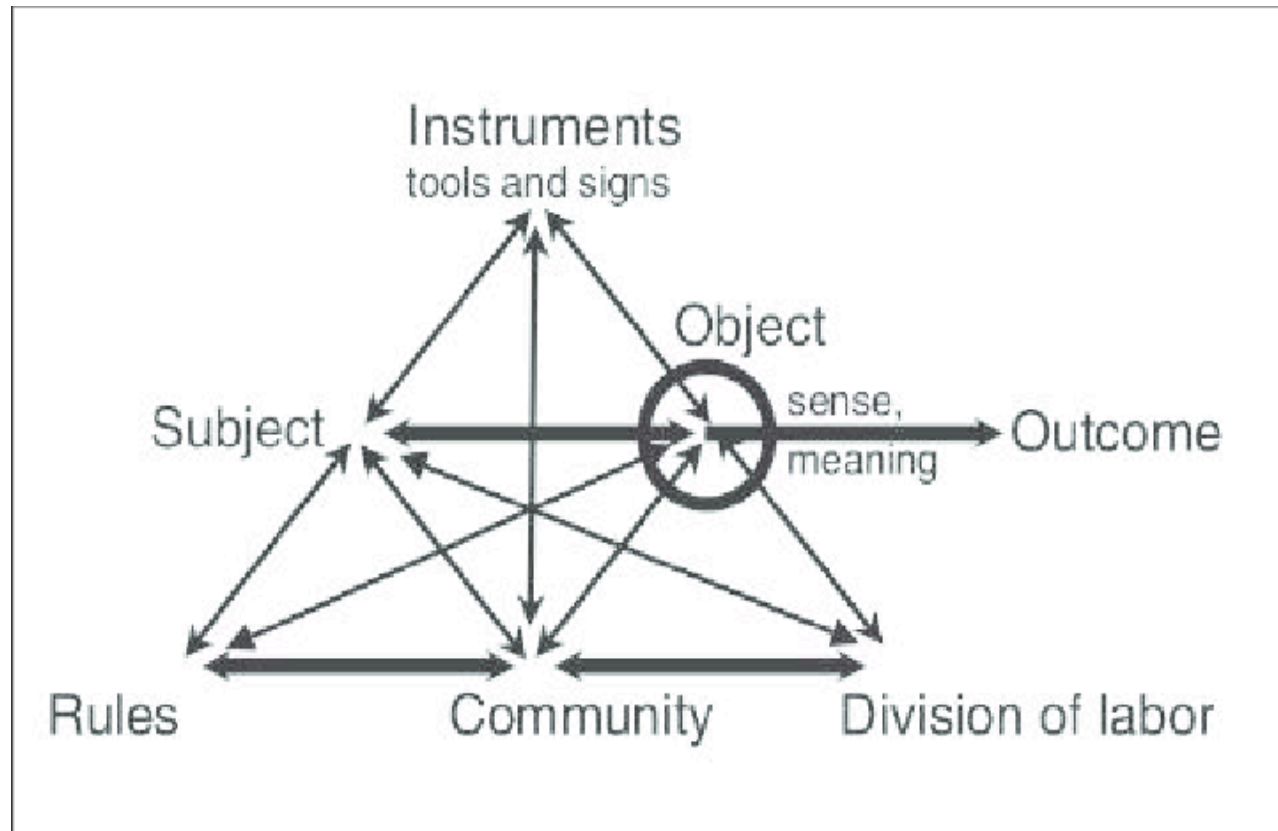 Instruments
tools and signs
Object
Subject
sense,
meaning
Outcome
Rules
Community
Division of labor